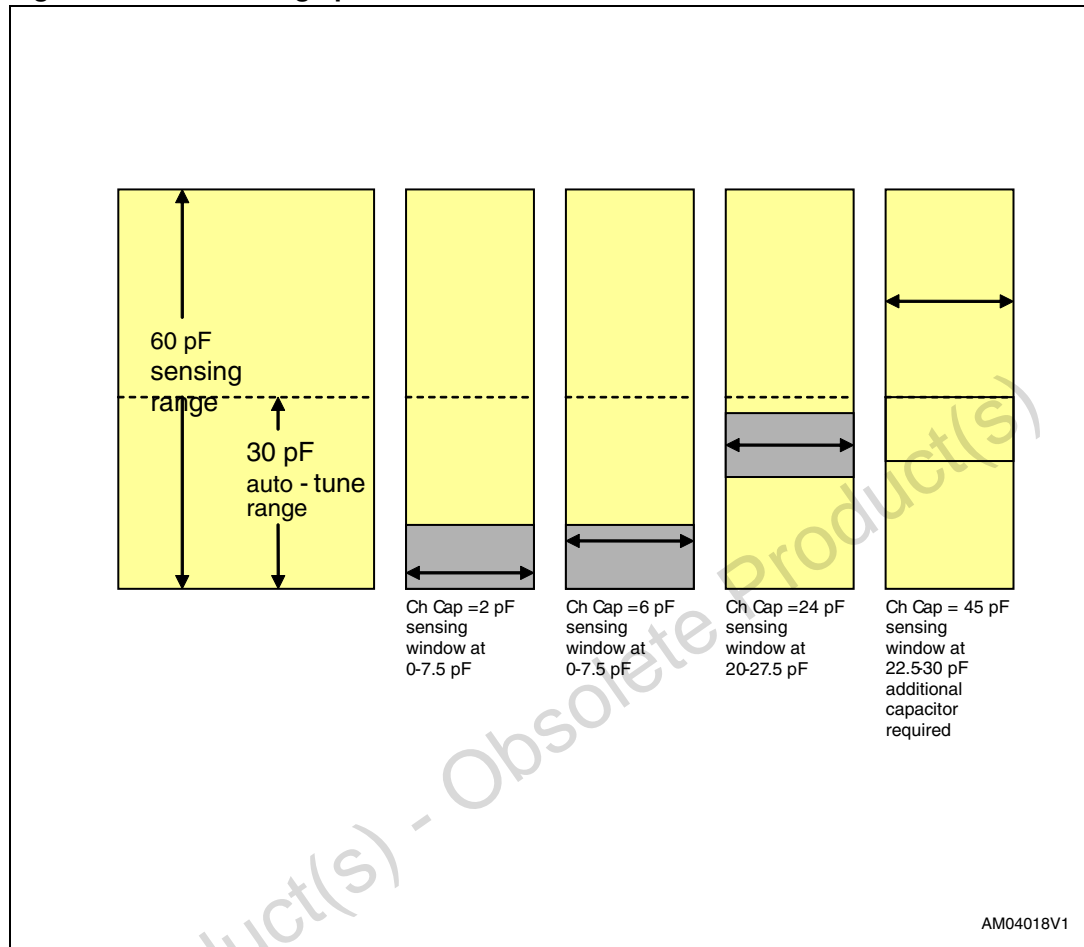 60 pF
sensing
range
30 pF
auto - tune
range
Ch Cap =2 pF
sensing
window at
0-7.5 pF
Ch Cap =6 pF
sensing
window at
0-7.5 pF
Ch Cap =24 pF
sensing
window at
20-27.5 pF
Ch Cap = 45 pF
sensing
window at
22.5-30 pF
additional
capacitor
required
uct(s) - Obsolete Product(s)
AM04018V1